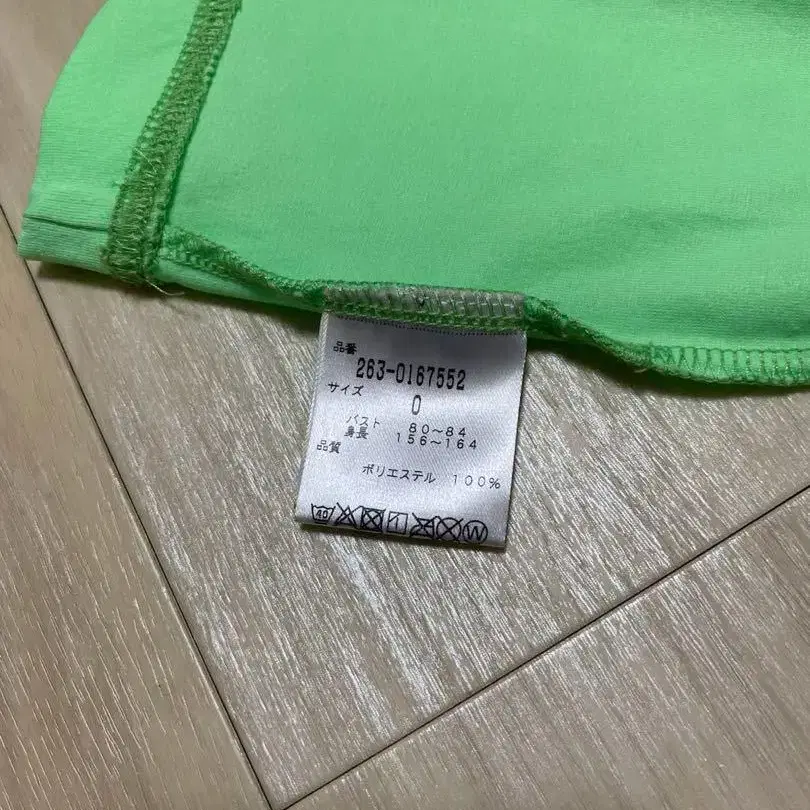 品番
263-0167552
サイズ
0
バスト 80〜84
身長 156〜164
品質
ポリエステル 100%
40
W